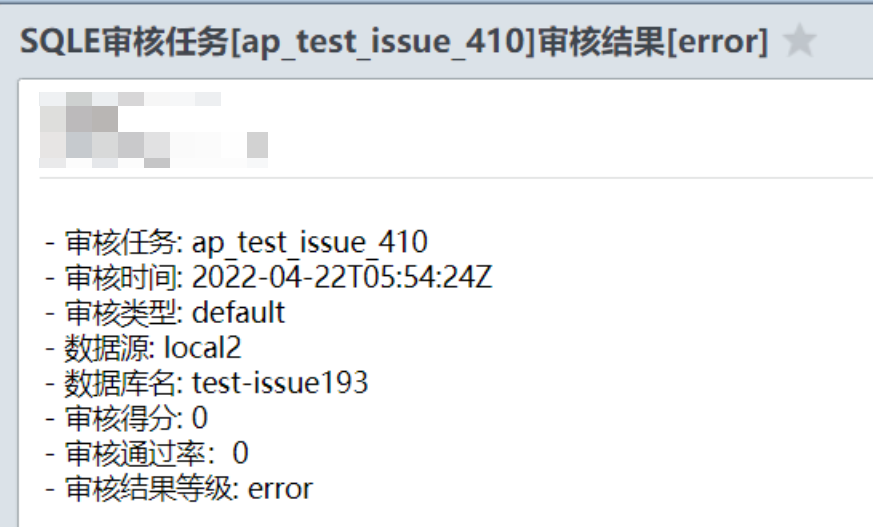 SQLE审核任务[ap_test_issue_410]审核结果[error]
- 审核任务: ap_test_issue_410
- 审核时间: 2022-04-22T05:54:24Z
- 审核类型: default
- 数据源: local2
- 数据库名: test-issue193
- 审核得分: 0
- 审核通过率：0
- 审核结果等级: error